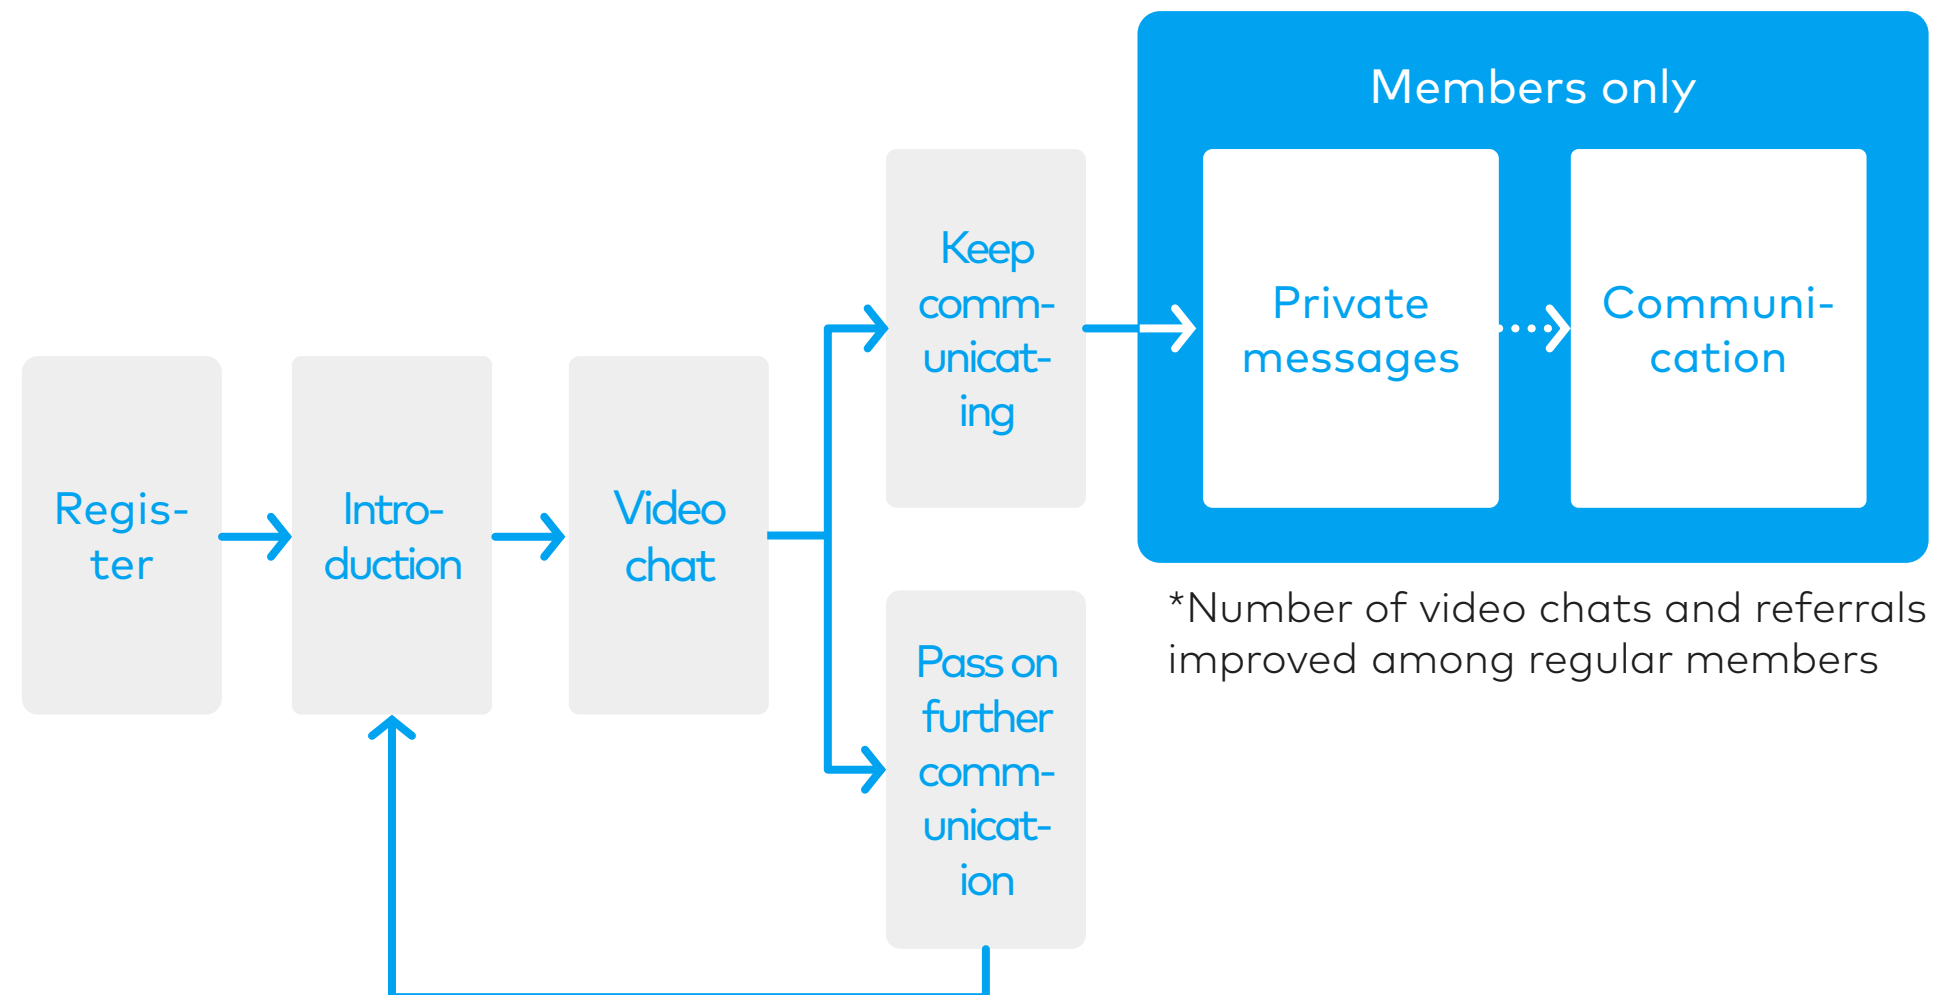 Members only
Regis-
ter
Intro-
duction
Video
chat
Keep
comm-
unicat-
ing
Pass on
further
comm-
unicat-
ion
Private
messages
Communi-
cation
*Number of video chats and referrals
improved among regular members